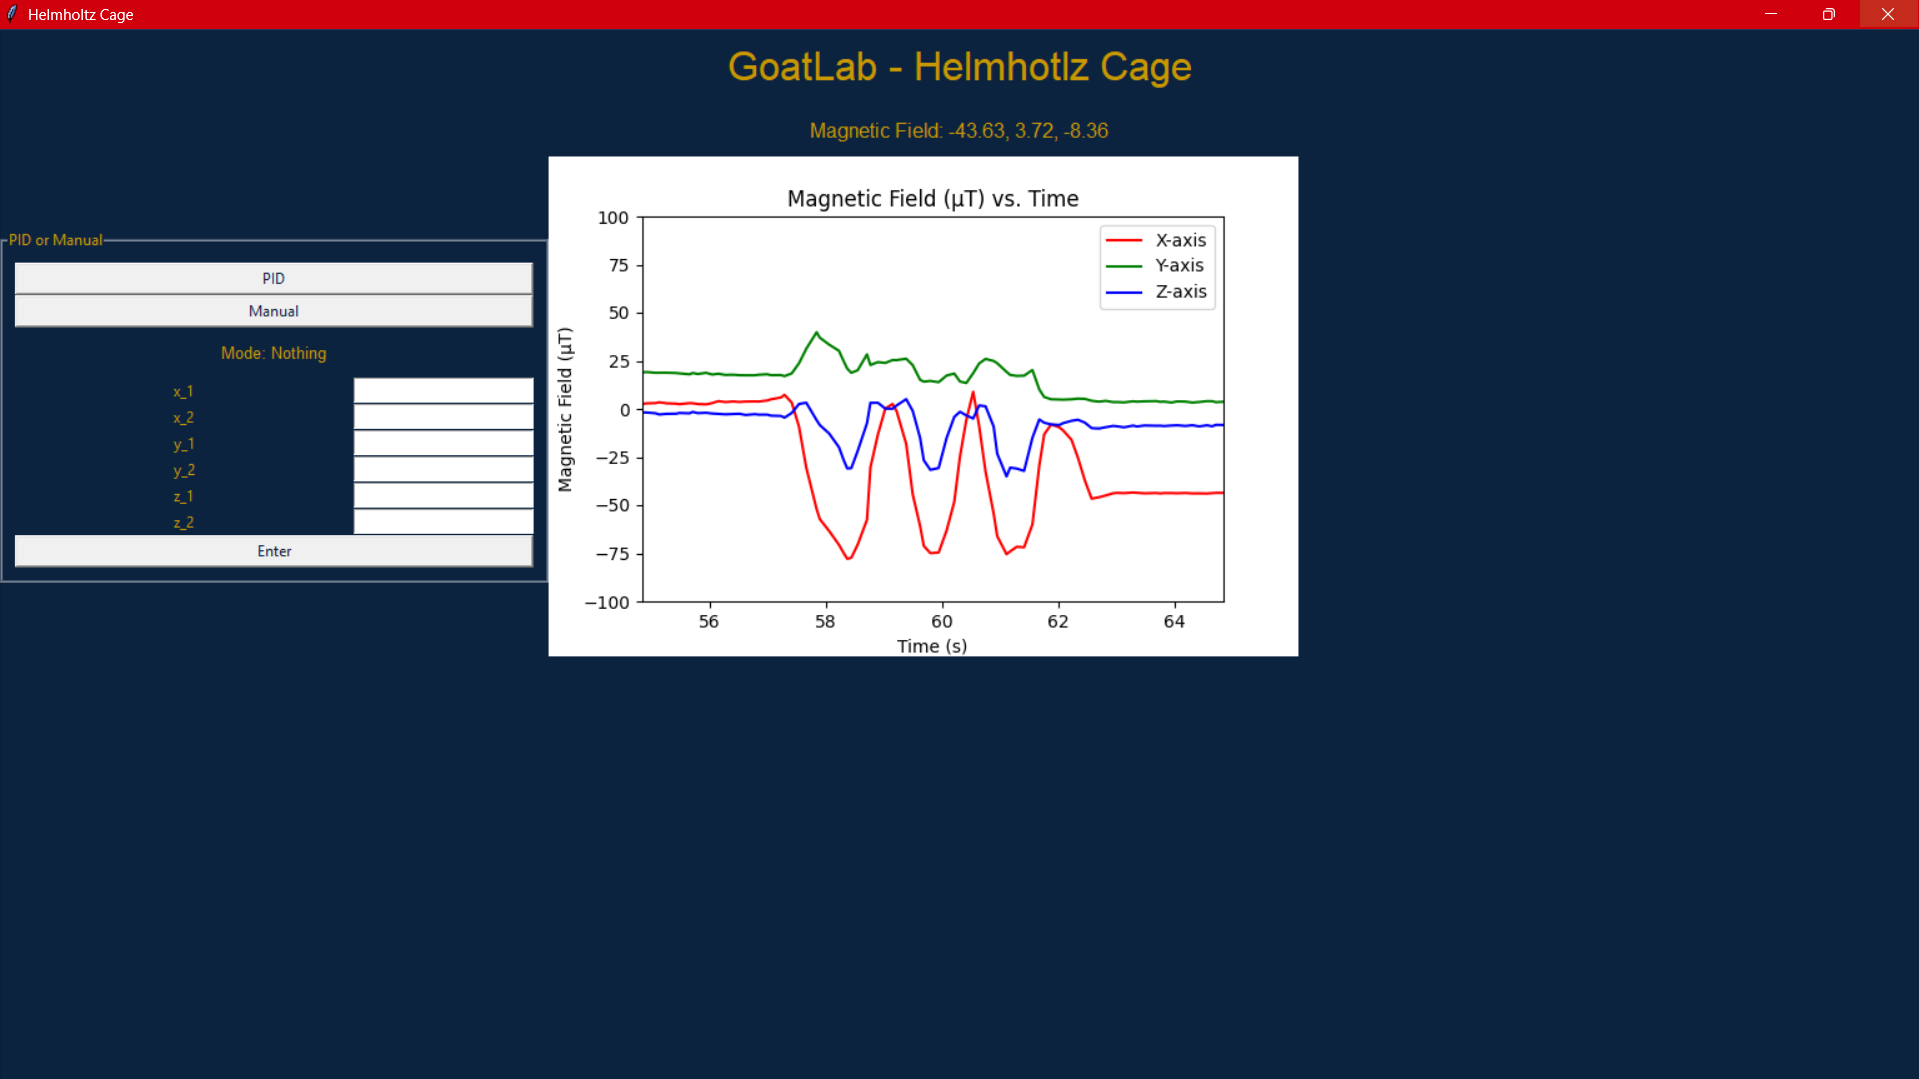 Helmholtz Cage
GoatLab - Helmhotlz Cage
Magnetic Field: -43.63, 3.72, -8.36
PID or Manual
PID
Manual
Mode: Nothing
x_1
x_2
y_1
y_2
z_1
z_2
Enter
Magnetic Field (µT) vs. Time
100
75
50
25
0
−25
−50
−75
−100
Magnetic Field (µT)
X-axis
Y-axis
Z-axis
56 58 60 62 64
Time (s)